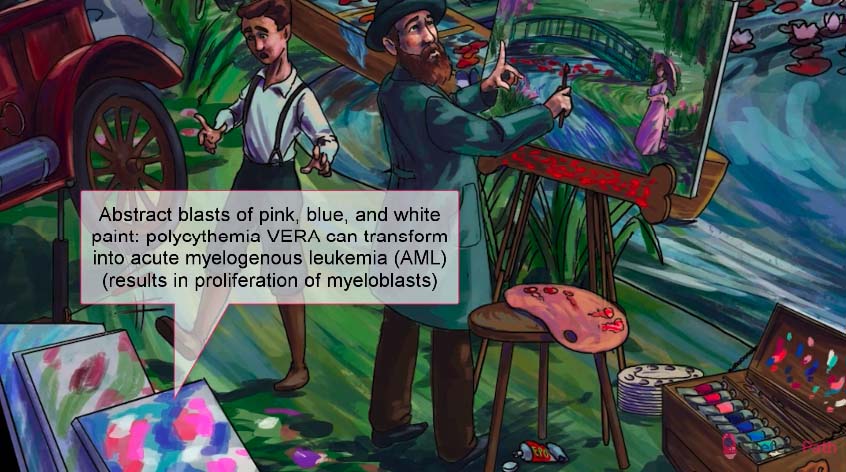 Abstract blasts of pink, blue, and white
paint: polycythemia VERA can transform
into acute myelogenous leukemia (AML)
(results in proliferation of myeloblasts)
EPO